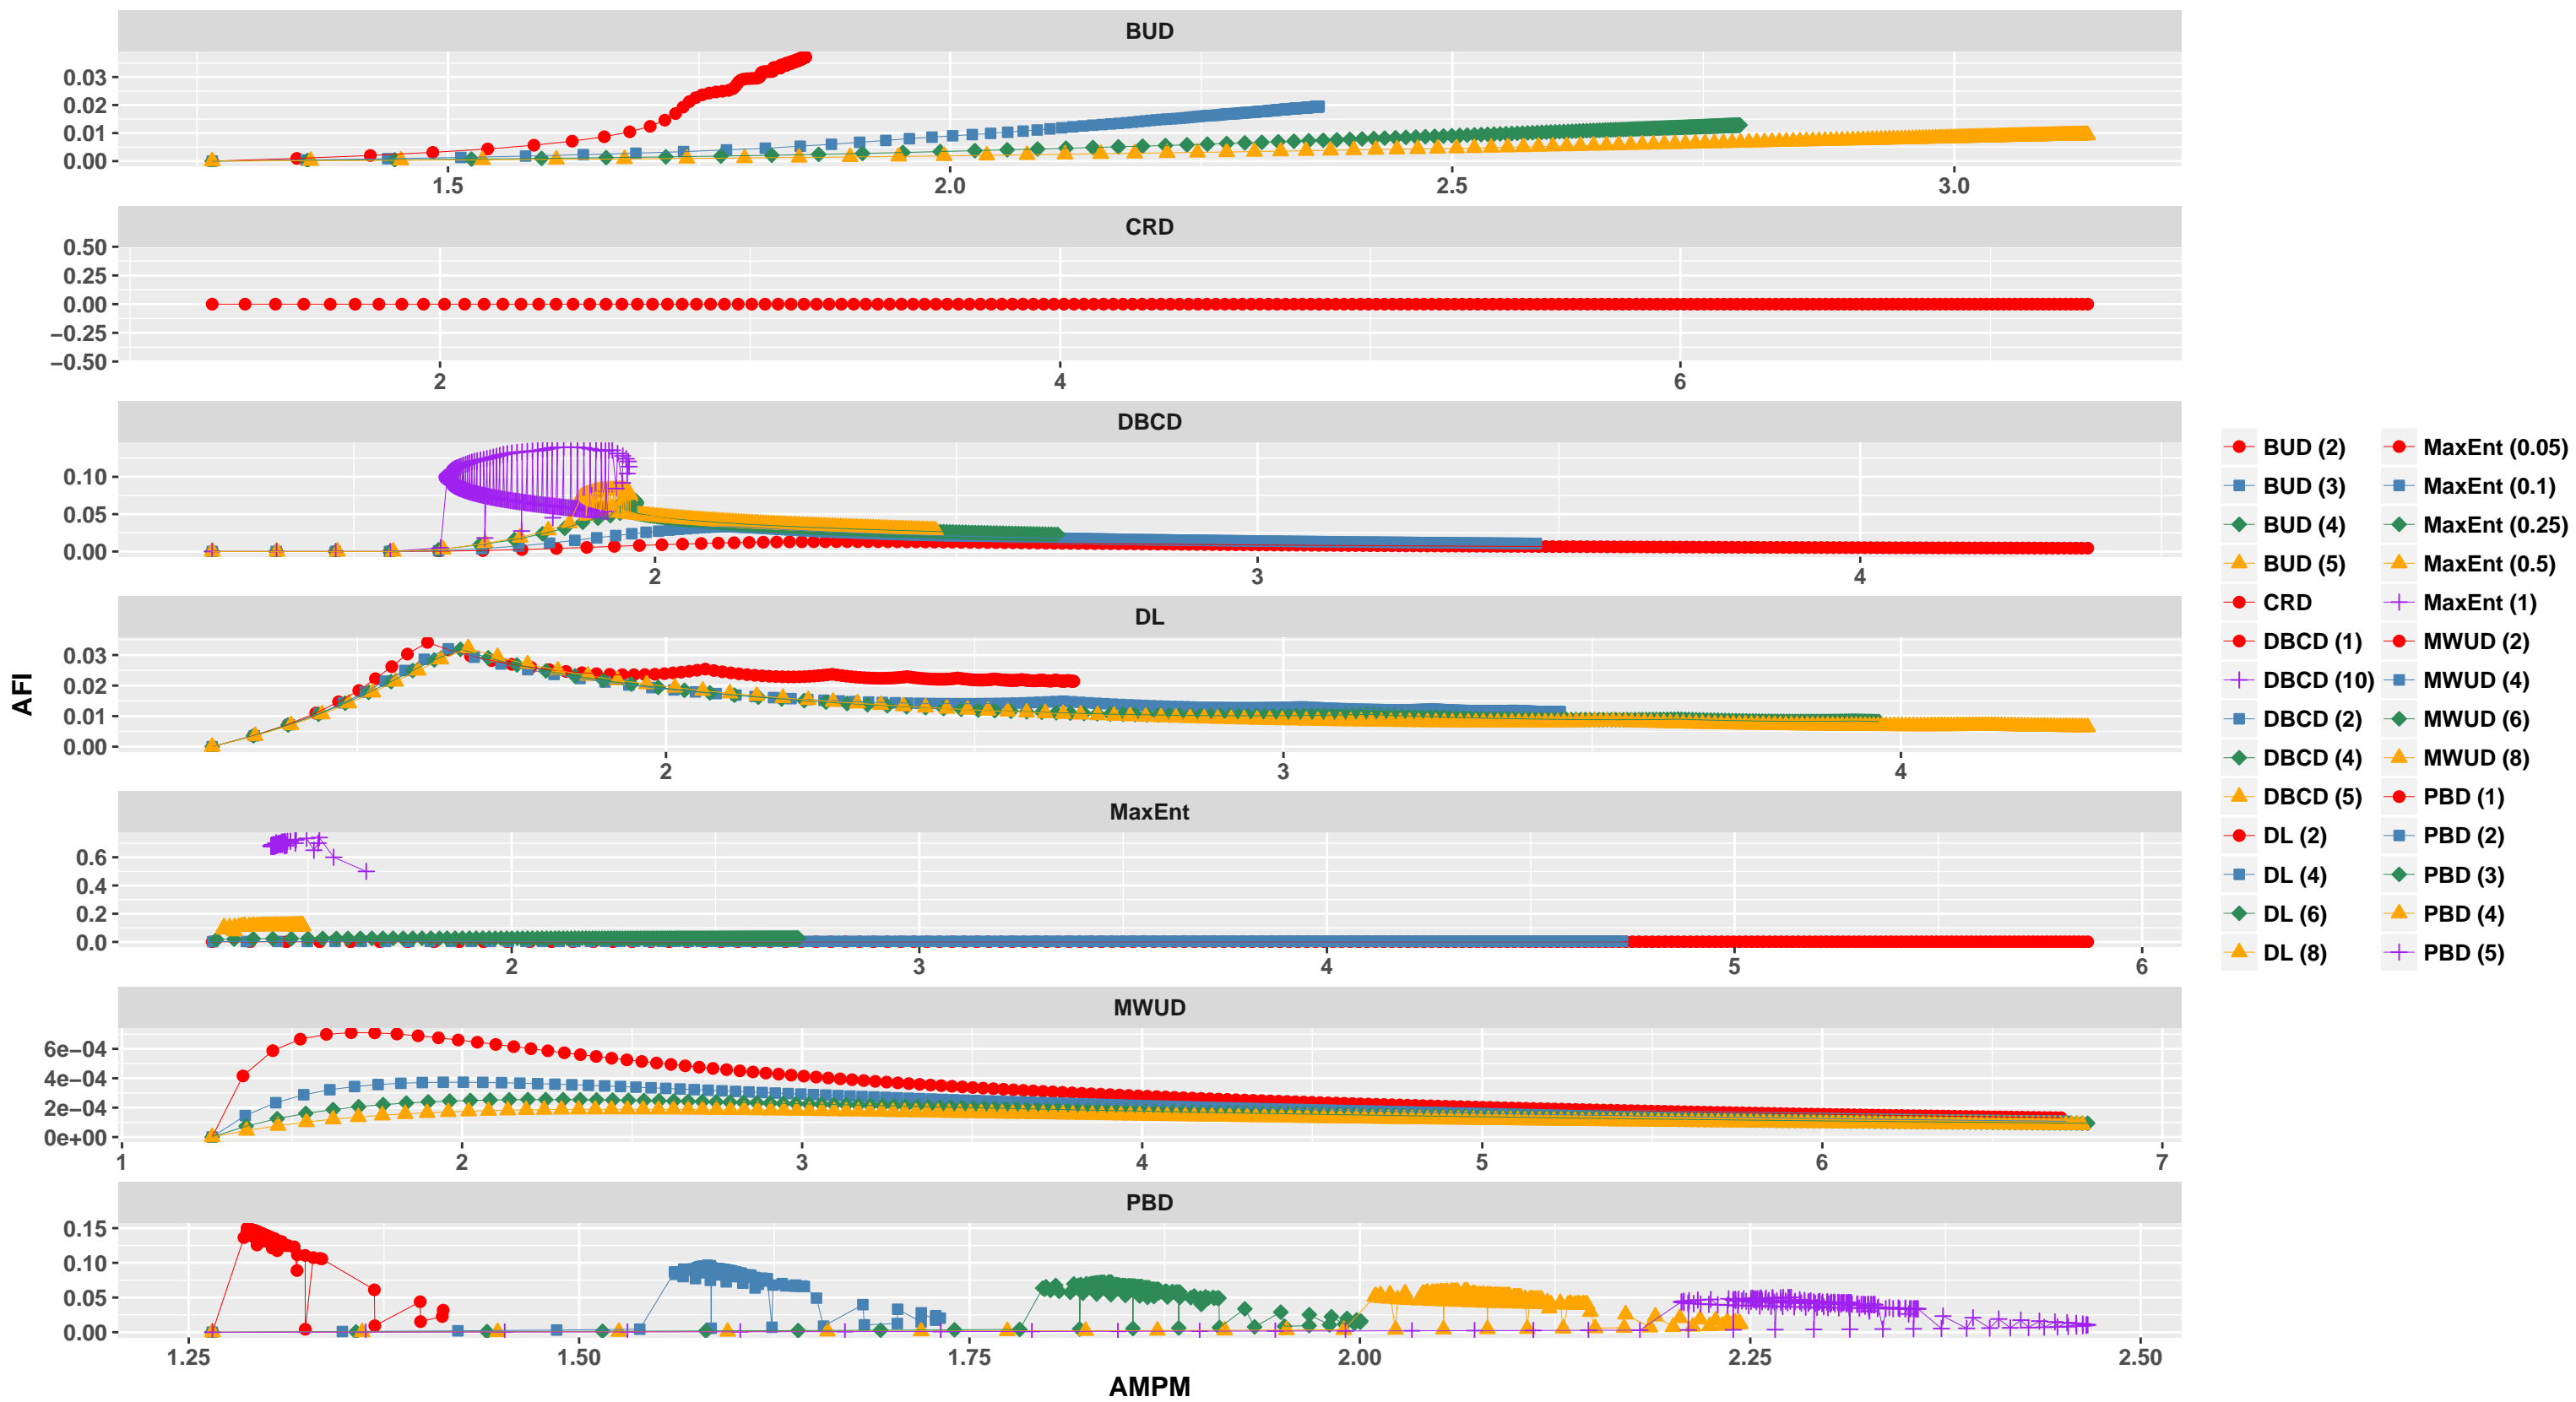 BUD
0.03
0.02
0.01
0.00
1.5 2.0 2.5 3.0
CRD
0.50
0.25
0.00
−0.25
−0.50
2 4 6
DBCD
0.10
0.05
0.00
2 3 4
DL
0.03
0.02
0.01
0.00
2 3 4
MaxEnt
0.6
0.4
0.2
0.0
2 3 4 5 6
MWUD
6e−04
4e−04
2e−04
0e+00
1 2 3 4 5 6 7
PBD
0.15
0.10
0.05
0.00
1.25 1.50 1.75 2.00 2.25 2.50
AMPM
AFI
BUD (2)
BUD (3)
BUD (4)
BUD (5)
CRD
DBCD (1)
DBCD (10)
DBCD (2)
DBCD (4)
DBCD (5)
DL (2)
DL (4)
DL (6)
DL (8)
MaxEnt (0.05)
MaxEnt (0.1)
MaxEnt (0.25)
MaxEnt (0.5)
MaxEnt (1)
MWUD (2)
MWUD (4)
MWUD (6)
MWUD (8)
PBD (1)
PBD (2)
PBD (3)
PBD (4)
PBD (5)